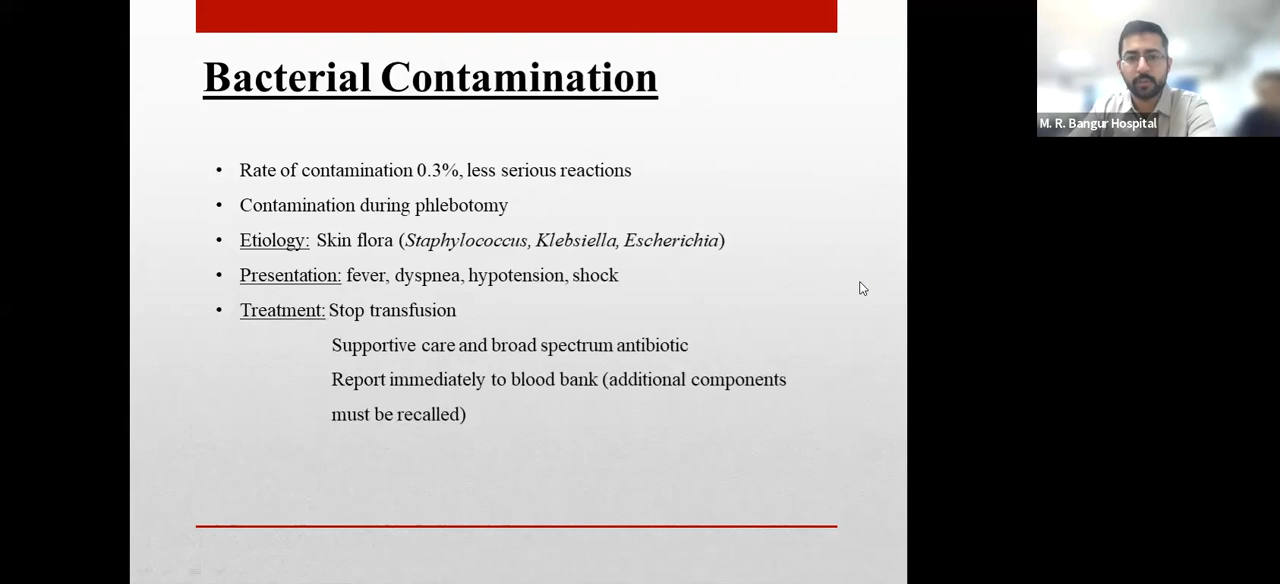 Bacterial Contamination
• Rate of contamination 0.3%, less serious reactions
• Contamination during phlebotomy
• Etiology: Skin flora (Staphylococcus, Klebsiella, Escherichia)
• Presentation: fever, dyspnea, hypotension, shock
• Treatment: Stop transfusion
Supportive care and broad spectrum antibiotic
Report immediately to blood bank (additional components
must be recalled)
M. R. Bangur Hospital